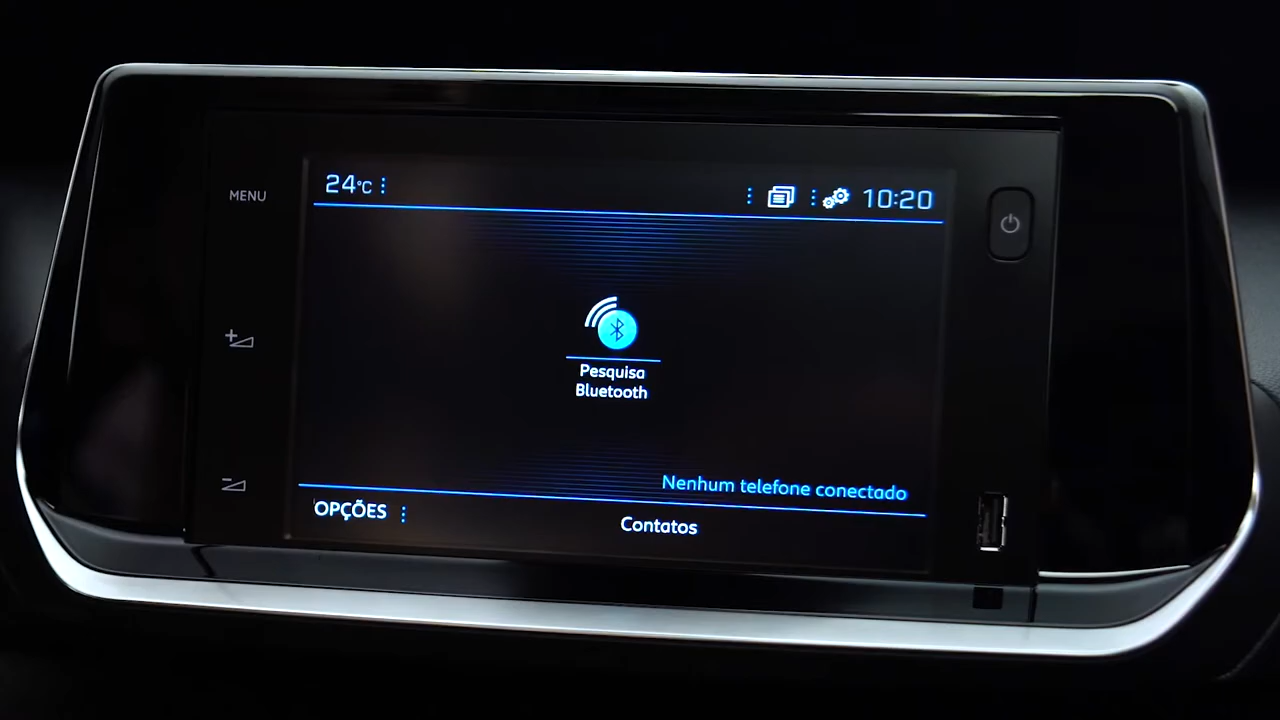 MENU
24°C
10:20
Pesquisa
Bluetooth
Nenhum telefone conectado
OPÇÕES
Contatos